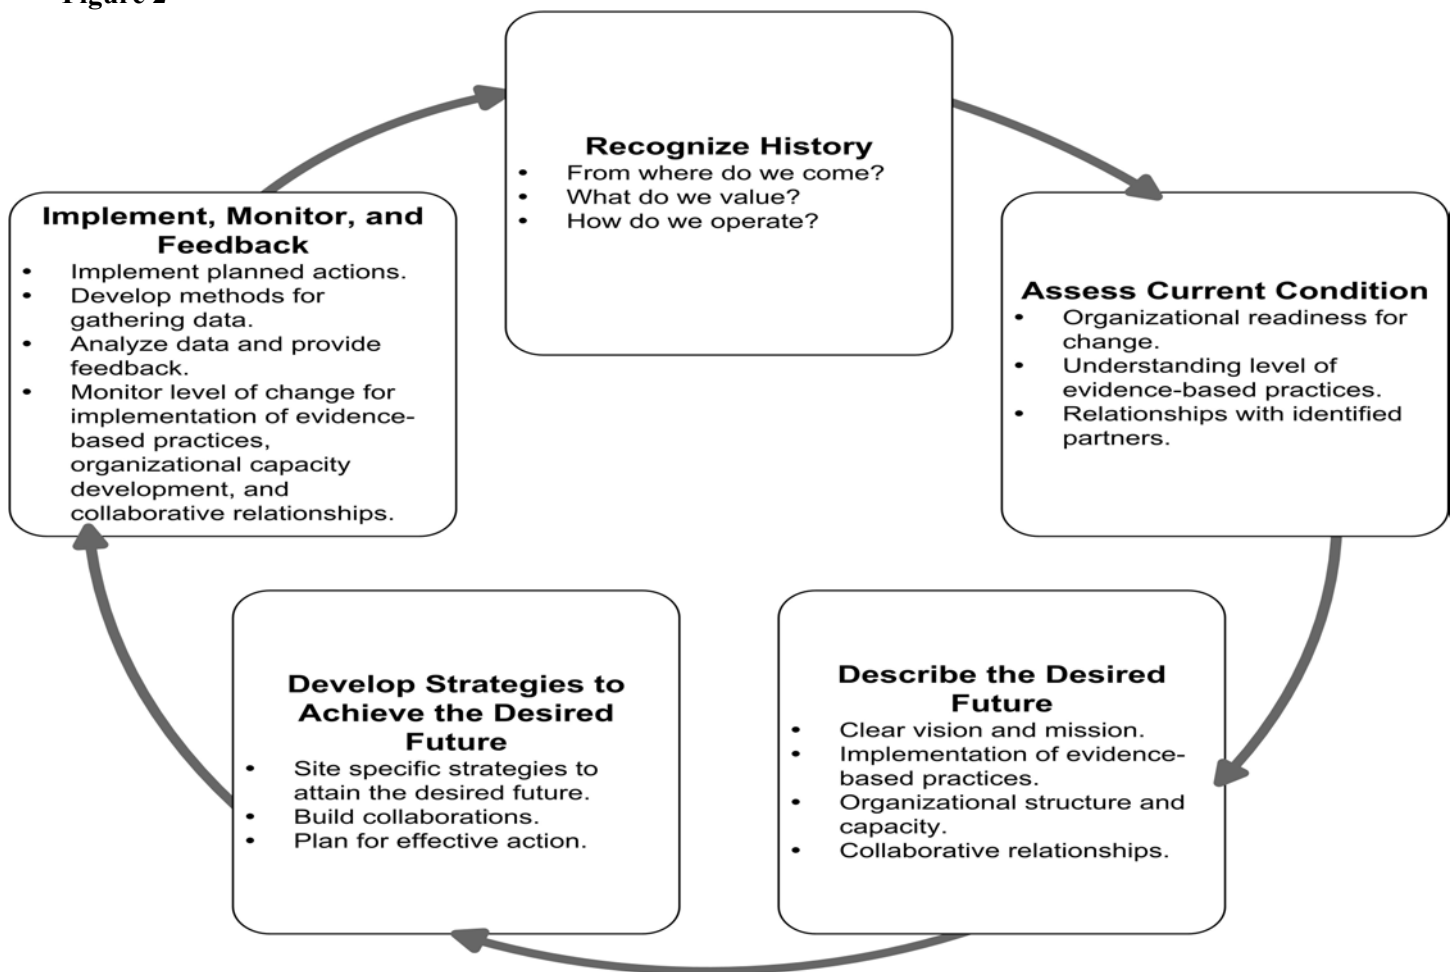 Figure 2
Recognize History
• From where do we come?
• What do we value?
• How do we operate?
Assess Current Condition
• Organizational readiness for
change.
• Understanding level of
evidence-based practices.
• Relationships with identified
partners.
Describe the Desired
Future
• Clear vision and mission.
• Implementation of evidence-
based practices.
• Organizational structure and
capacity.
• Collaborative relationships.
Develop Strategies to
Achieve the Desired
Future
• Site specific strategies to
attain the desired future.
• Build collaborations.
• Plan for effective action.
Implement, Monitor, and
Feedback
• Implement planned actions.
• Develop methods for
gathering data.
• Analyze data and provide
feedback.
• Monitor level of change for
implementation of evidence-
based practices,
organizational capacity
development, and
collaborative relationships.